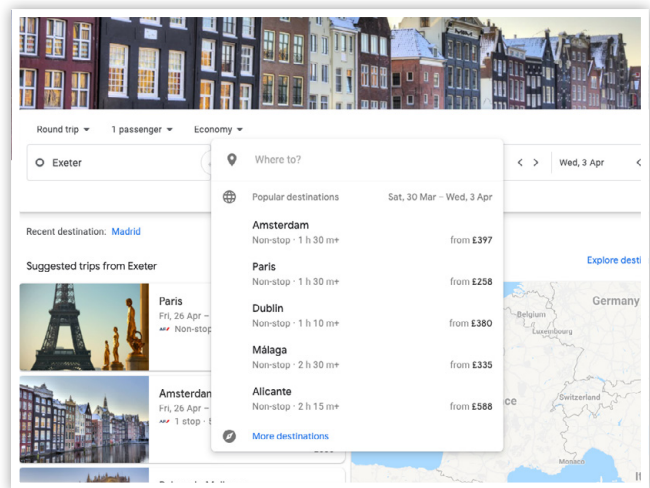 Round trip 1 passenger Economy
Exeter
Where to?
Wed, 3 Apr
Popular destinations Sat, 30 Mar – Wed, 3 Apr
Amsterdam
Non-stop · 1 h 30 m+ from £397
Paris
Non-stop · 1 h 30 m+ from £258
Dublin
Non-stop · 1 h 10 m+ from £380
Málaga
Non-stop · 2 h 30 m+ from £335
Alicante
Non-stop · 2 h 15 m+ from £588
More destinations
Recent destination: Madrid
Suggested trips from Exeter
Explore desti
Paris
Fri, 26 Apr –
Non-stop
Amsterdam
Fri, 26 Apr –
1 stop ·
Germany
Belgium
Luxembourg
Switzerland
Monaco